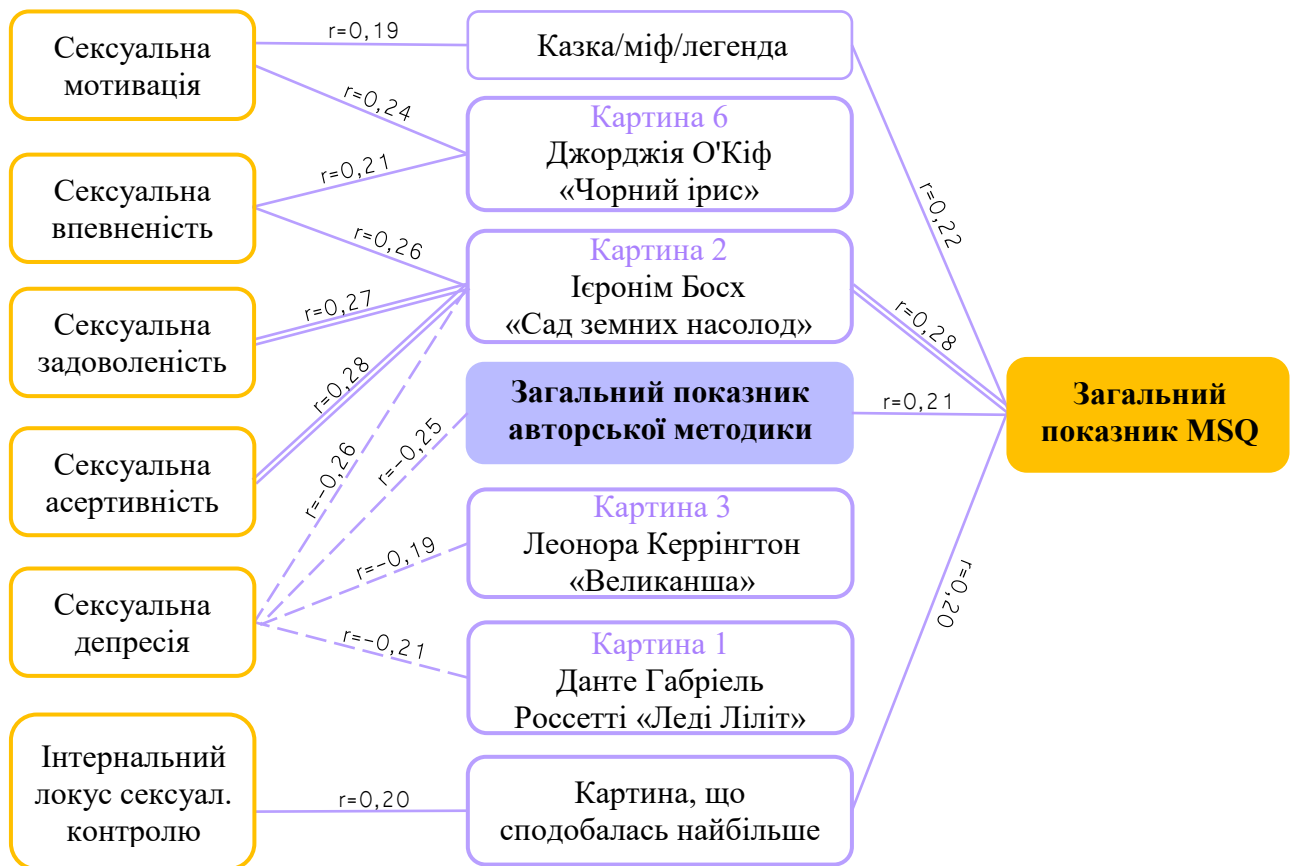 Сексуальна
мотивація
Сексуальна
впевненість
Сексуальна
задоволеність
Сексуальна
асертивність
Сексуальна
депресія
Інтернальний
локус сексуал.
контролю
r=0,19
r=0,24
r=0,21
r=0,26
r=0,27
r=0,28
r=-0,26
r=-0,25
r=-0,19
r=-0,21
r=0,20
Казка/міф/легенда
Картина 6
Джорджія О'Кіф
«Чорний ірис»
Картина 2
Ієронім Босх
«Сад земних насолод»
Загальний показник
авторської методики
Картина 3
Леонора Керрінгтон
«Великанша»
Картина 1
Данте Габріель
Россетті «Леді Ліліт»
Картина, що
сподобалась найбільше
r=0,22
r=0,28
r=0,21
r=0,20
Загальний
показник MSQ